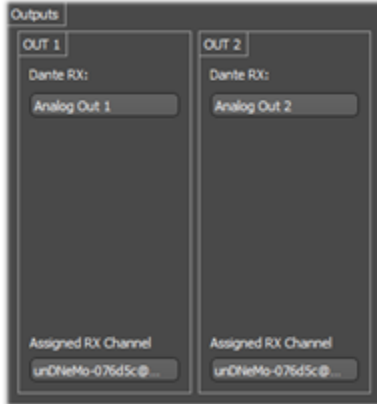 Outputs
OUT 1
Dante RX:
Analog Out 1
Assigned RX Channel
unDNeMo-076d5c@...
OUT 2
Dante RX:
Analog Out 2
Assigned RX Channel
unDNeMo-076d5c@...